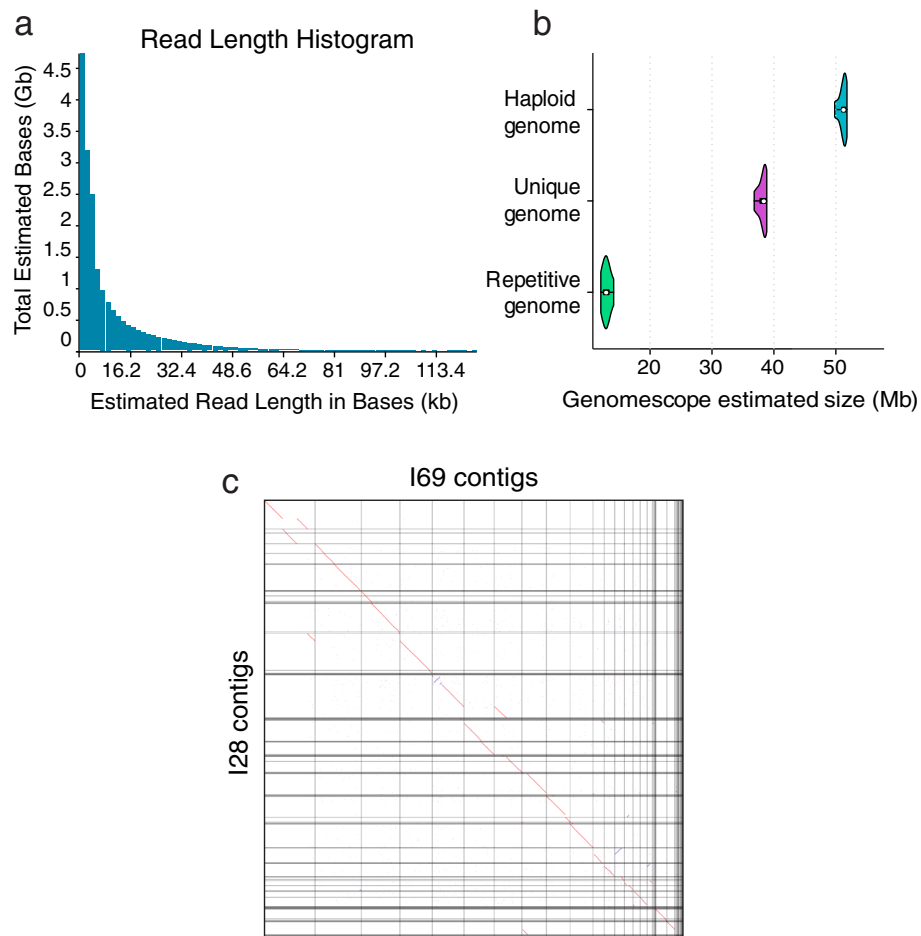 a
Read Length Histogram
Total Estimated Bases (Gb)
4.5
4
3.5
3
2.5
2
1.5
1
0.5
0
0
16.2
32.4
48.6
64.2
81
97.2
113.4
Estimated Read Length in Bases (kb)
b
Haploid
genome
Unique
genome
Repetitive
genome
20
30
40
50
Genomescope estimated size (Mb)
c
I69 contigs
I28 contigs